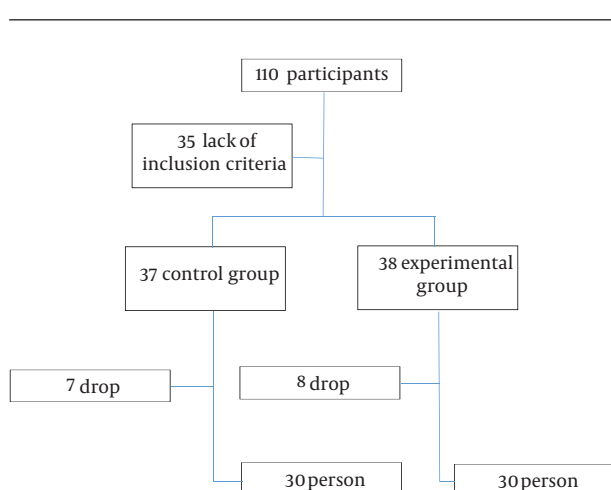 110 participants
35 lack of
inclusion criteria
37 control group
38 experimental
group
7 drop
8 drop
30 person
30 person